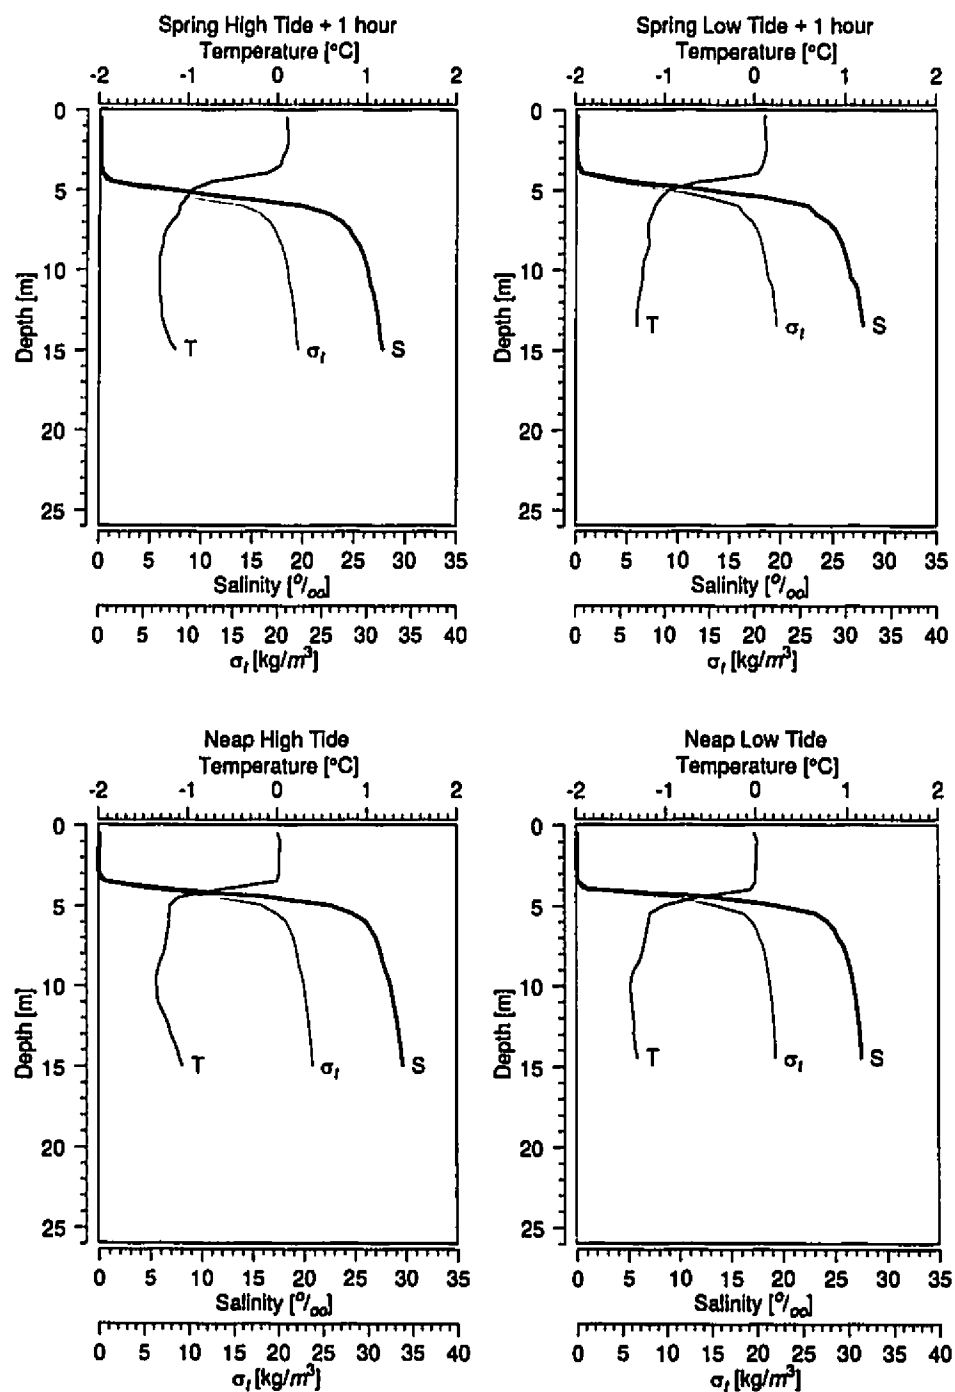 Spring High Tide + 1 hour
Temperature [°C]
-2 -1 0 1 2
0
5
10
15
20
25
Depth [m]
T σt S
0 5 10 15 20 25 30 35
Salinity [°/oo]
0 5 10 15 20 25 30 35 40
σt [kg/m³]
Spring Low Tide + 1 hour
Temperature [°C]
-2 -1 0 1 2
0
5
10
15
20
25
Depth [m]
T σt S
0 5 10 15 20 25 30 35
Salinity [°/oo]
0 5 10 15 20 25 30 35 40
σt [kg/m³]
Neap High Tide
Temperature [°C]
-2 -1 0 1 2
0
5
10
15
20
25
Depth [m]
T σt S
0 5 10 15 20 25 30 35
Salinity [°/oo]
0 5 10 15 20 25 30 35 40
σt [kg/m³]
Neap Low Tide
Temperature [°C]
-2 -1 0 1 2
0
5
10
15
20
25
Depth [m]
T σt S
0 5 10 15 20 25 30 35
Salinity [°/oo]
0 5 10 15 20 25 30 35 40
σt [kg/m³]